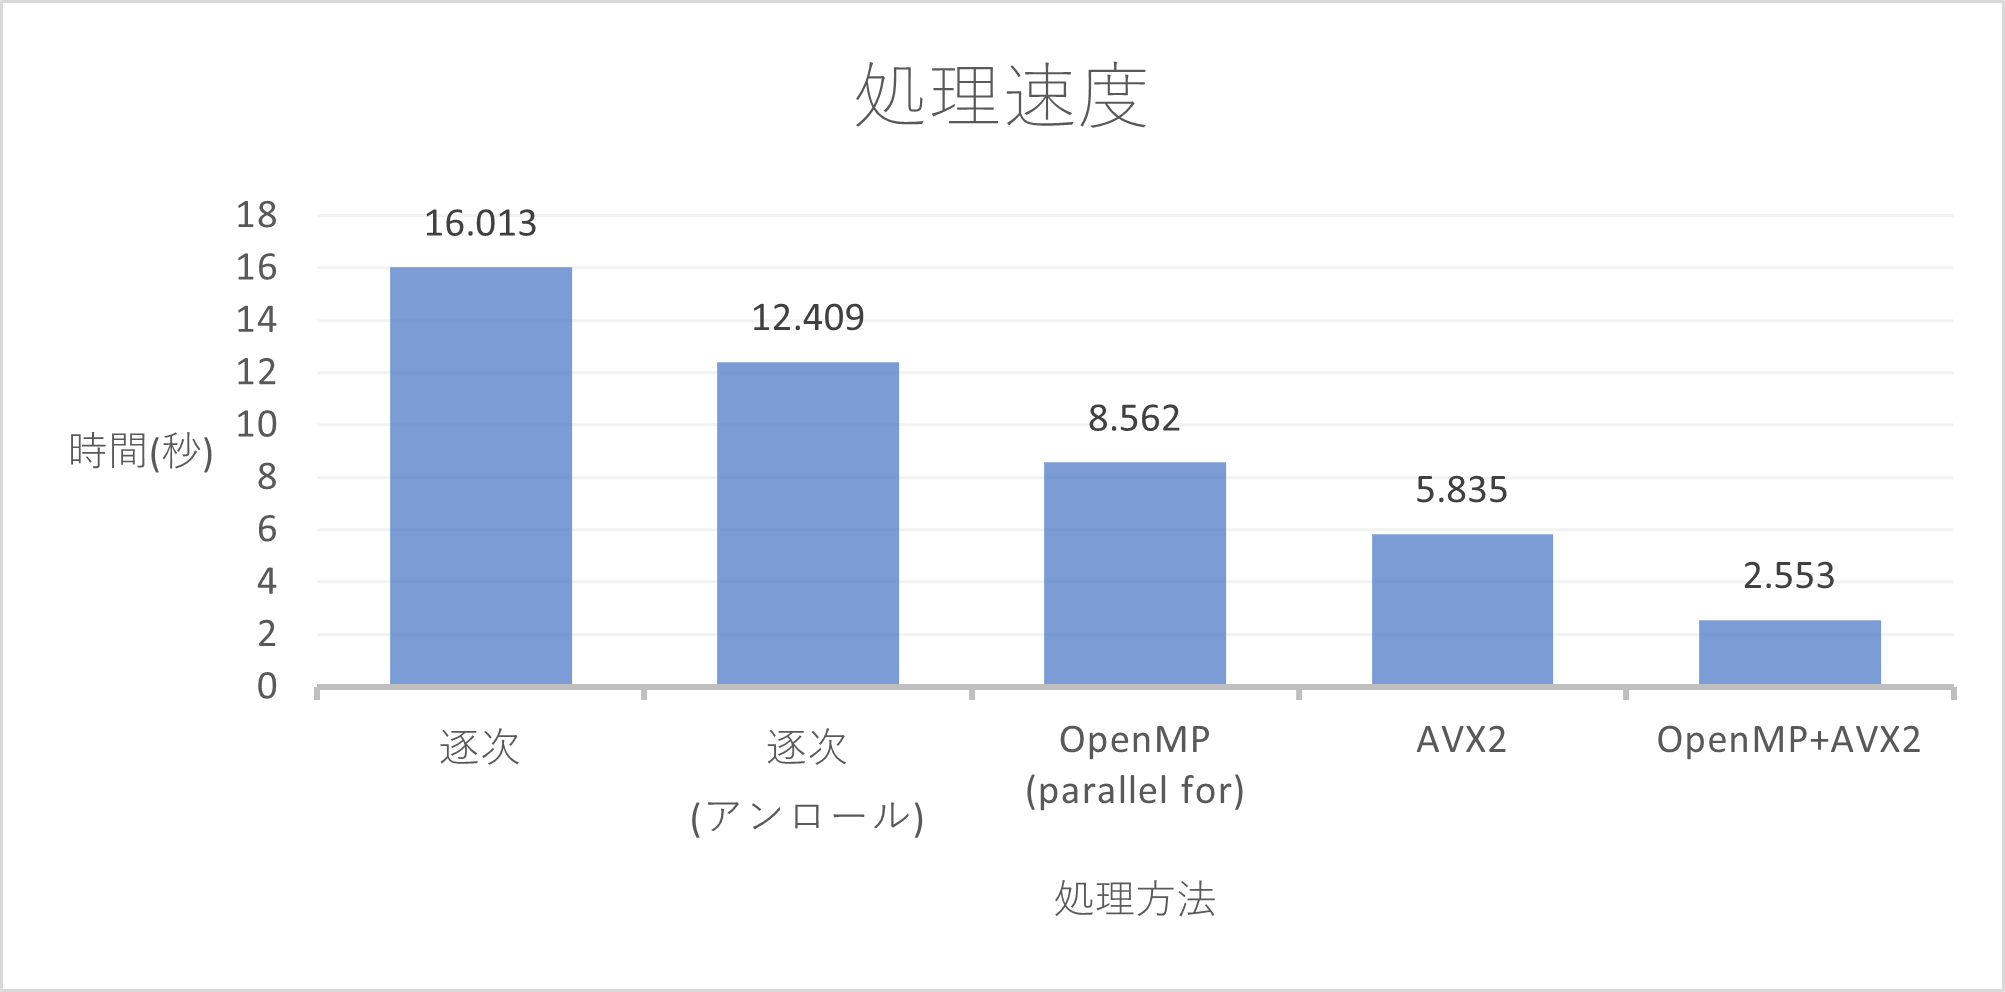 処理速度
18
16
14
12
10
8
6
4
2
0
時間(秒)
16.013
12.409
8.562
5.835
2.553
逐次
逐次
(アンロール)
OpenMP
(parallel for)
AVX2
OpenMP+AVX2
処理方法